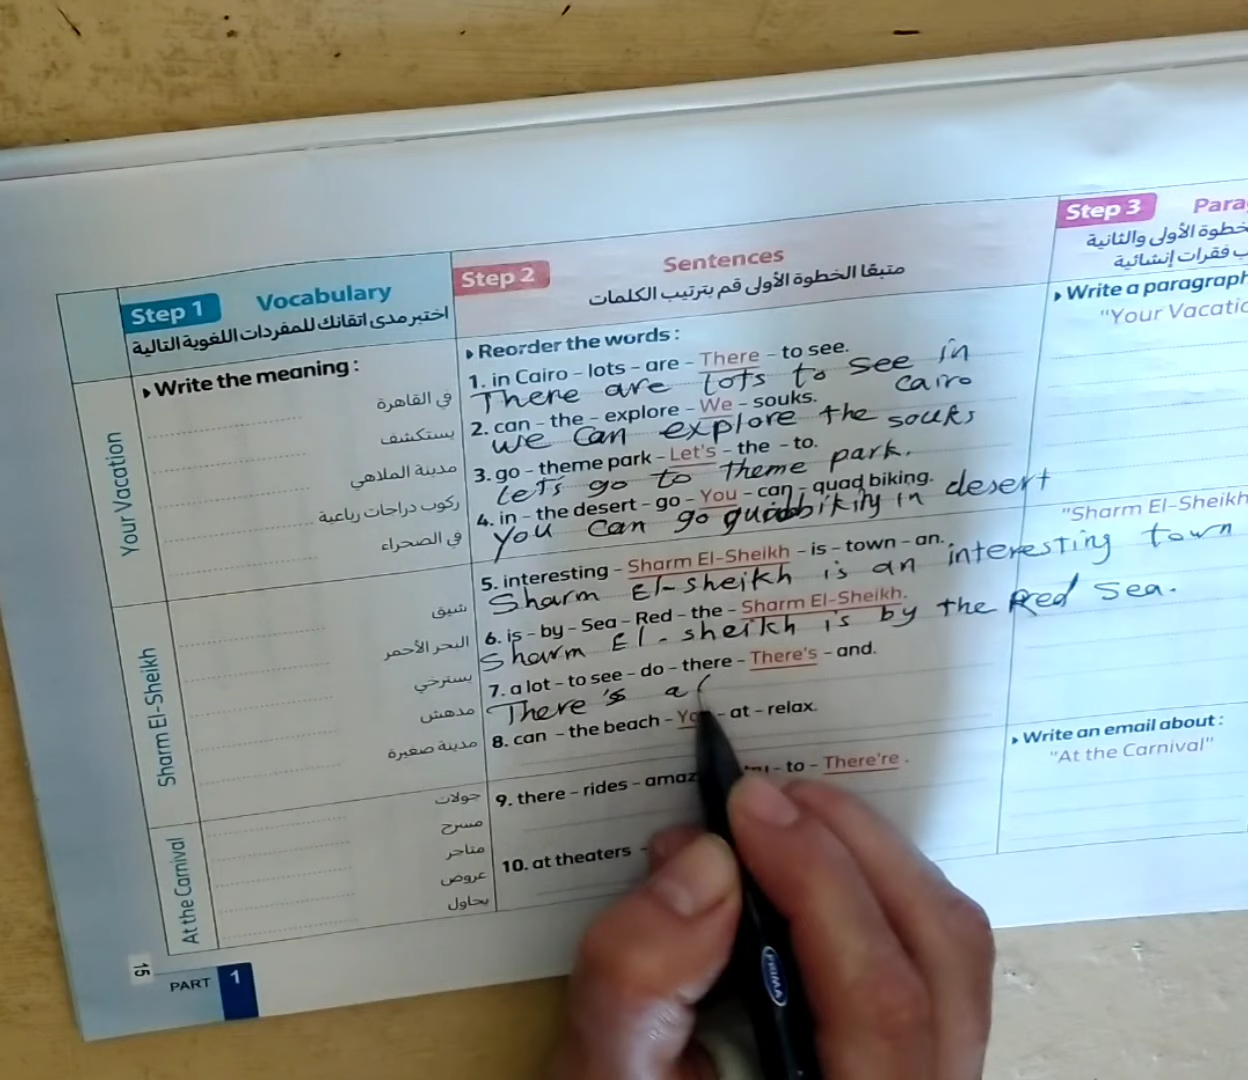 Step 1 Vocabulary
اختبر مدى اتقانك للمفردات اللغوية التالية
Write the meaning :
Your Vacation
في القاهرة
يستكشف
مدينة الملاهي
ركوب دراجات رباعية
في الصحراء
Sharm El-Sheikh
شيق
البحر الأحمر
يسترخي
مدهش
مدينة صغيرة
At the Carnival
جولات
مسرح
متاجر
عروض
يحاول
Step 2 Sentences
متبعًا الخطوة الأولى قم بترتيب الكلمات
Reorder the words :
1. in Cairo – lots – are – There – to see.
There are lots to see in
cairo
2. can – the – explore – We – souks.
we can explore the souks
3. go – theme park – Let's – the – to.
Let's go to theme park.
4. in – the desert – go – You – can – quad biking.
You can go quadbiking in desert
5. interesting – Sharm El-Sheikh – is – town – an.
Sharm El-sheikh is an interesting town
6. is – by – Sea – Red – the – Sharm El-Sheikh.
Sharm El-sheikh is by the Red Sea.
7. a lot – to see – do – there – There's – and.
There's a
8. can – the beach – – at – relax.
9. there – rides – – to – There're .
10. at theaters –
Step 3
خطوة الأولى والثانية
فقرات إنشائية
Write a paragraph
"Your
"Sharm El-Sheikh
Write an email about :
"At the Carnival"
15
PART 1
PRIMA